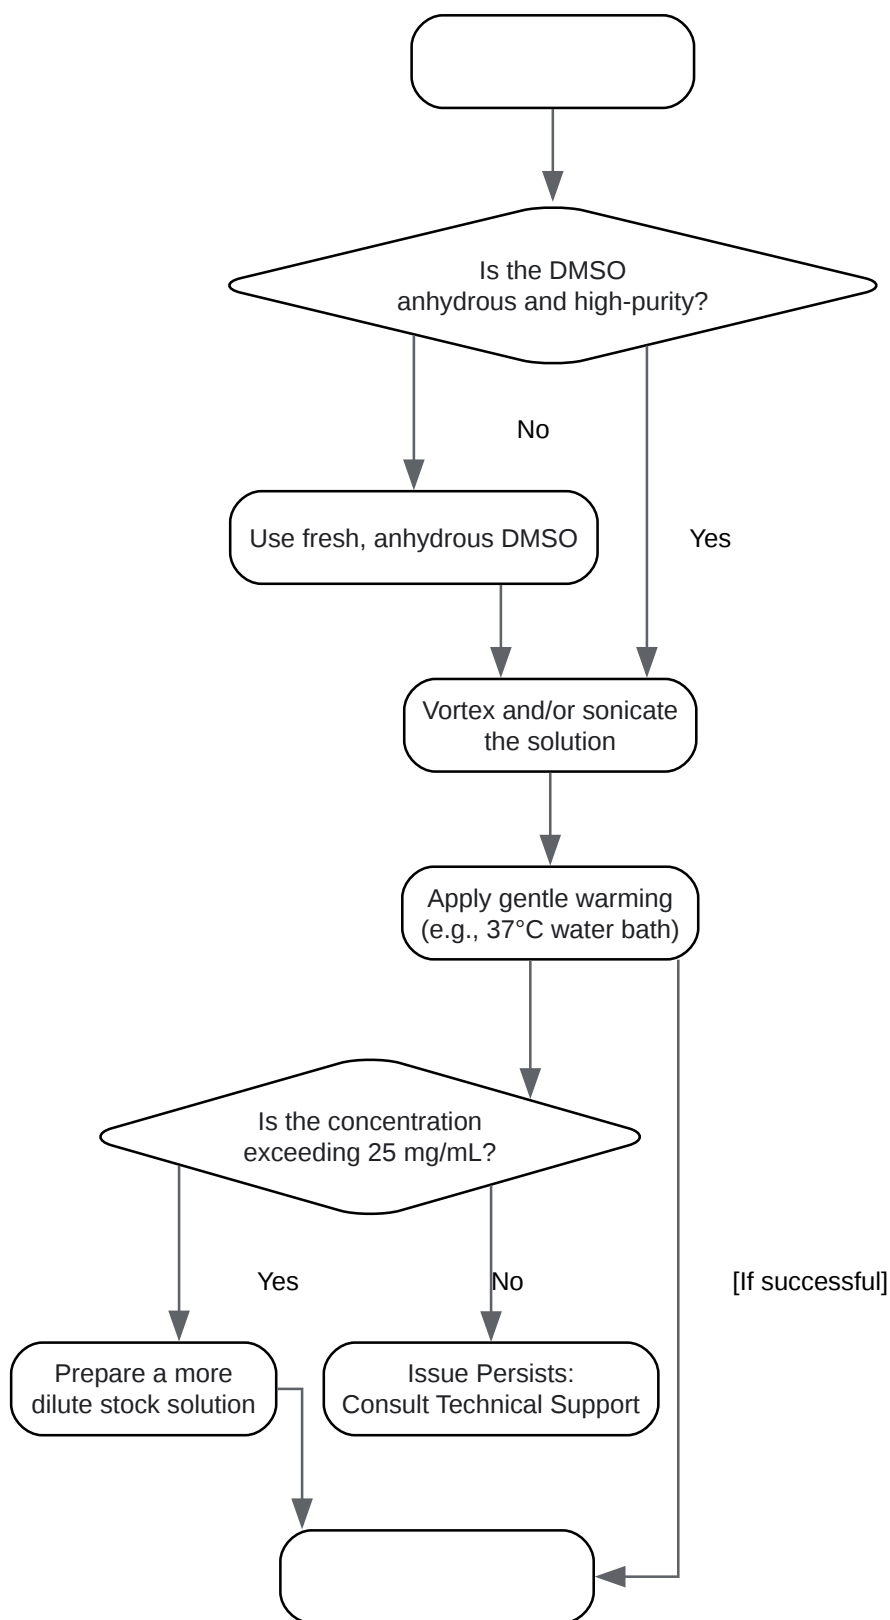 Is the DMSO
anhydrous and high-purity?
No
Use fresh, anhydrous DMSO
Yes
Vortex and/or sonicate
the solution
Apply gentle warming
(e.g., 37°C water bath)
Is the concentration
exceeding 25 mg/mL?
Yes
No
[If successful]
Prepare a more
dilute stock solution
Issue Persists:
Consult Technical Support